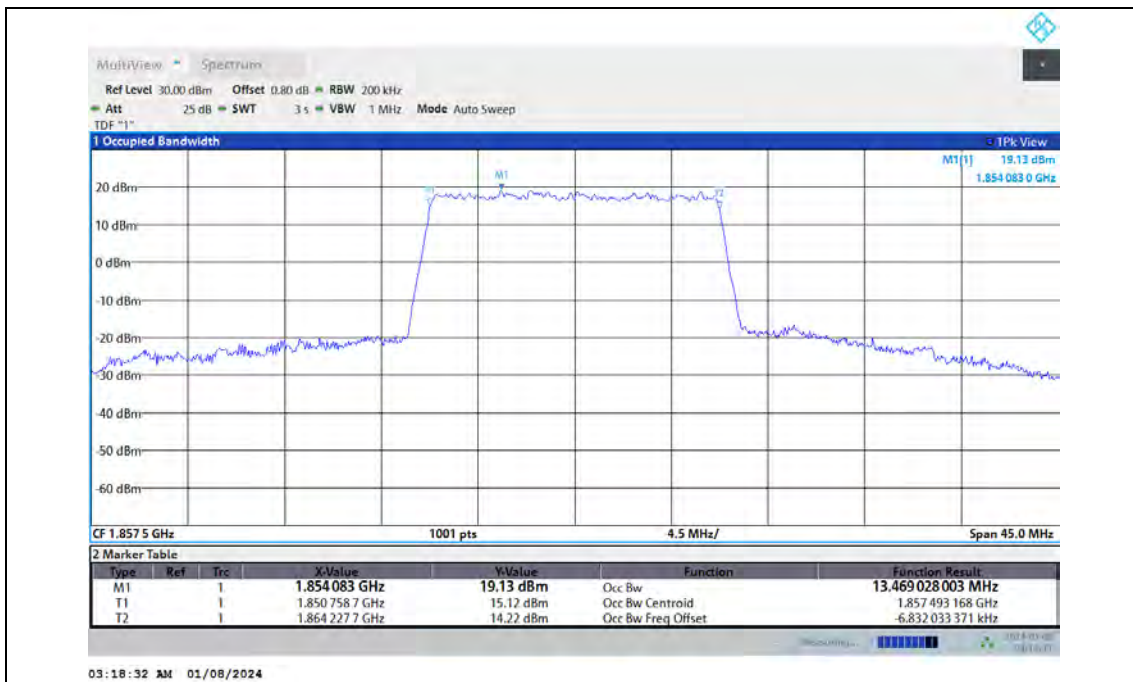 MultiView Spectrum
Ref Level 30.00 dBm Offset 0.80 dB RBW 200 kHz
Att 25 dB SWT 3 s VBW 1 MHz Mode Auto Sweep
TDF "1"
1 Occupied Bandwidth 1Pk View
M1[1] 19.13 dBm
1.854 083 0 GHz
M1
T1
T2
20 dBm
10 dBm
0 dBm
-10 dBm
-20 dBm
-30 dBm
-40 dBm
-50 dBm
-60 dBm
CF 1.857 5 GHz 1001 pts 4.5 MHz/ Span 45.0 MHz
2 Marker Table
Type Ref Trc X-Value Y-Value Function Function Result
M1 1 1.854 083 GHz 19.13 dBm Occ Bw 13.469 028 003 MHz
T1 1 1.850 758 7 GHz 15.12 dBm Occ Bw Centroid 1.857 493 168 GHz
T2 1 1.864 227 7 GHz 14.22 dBm Occ Bw Freq Offset -6.832 033 371 kHz
Measuring...
03:18:32 AM 01/08/2024